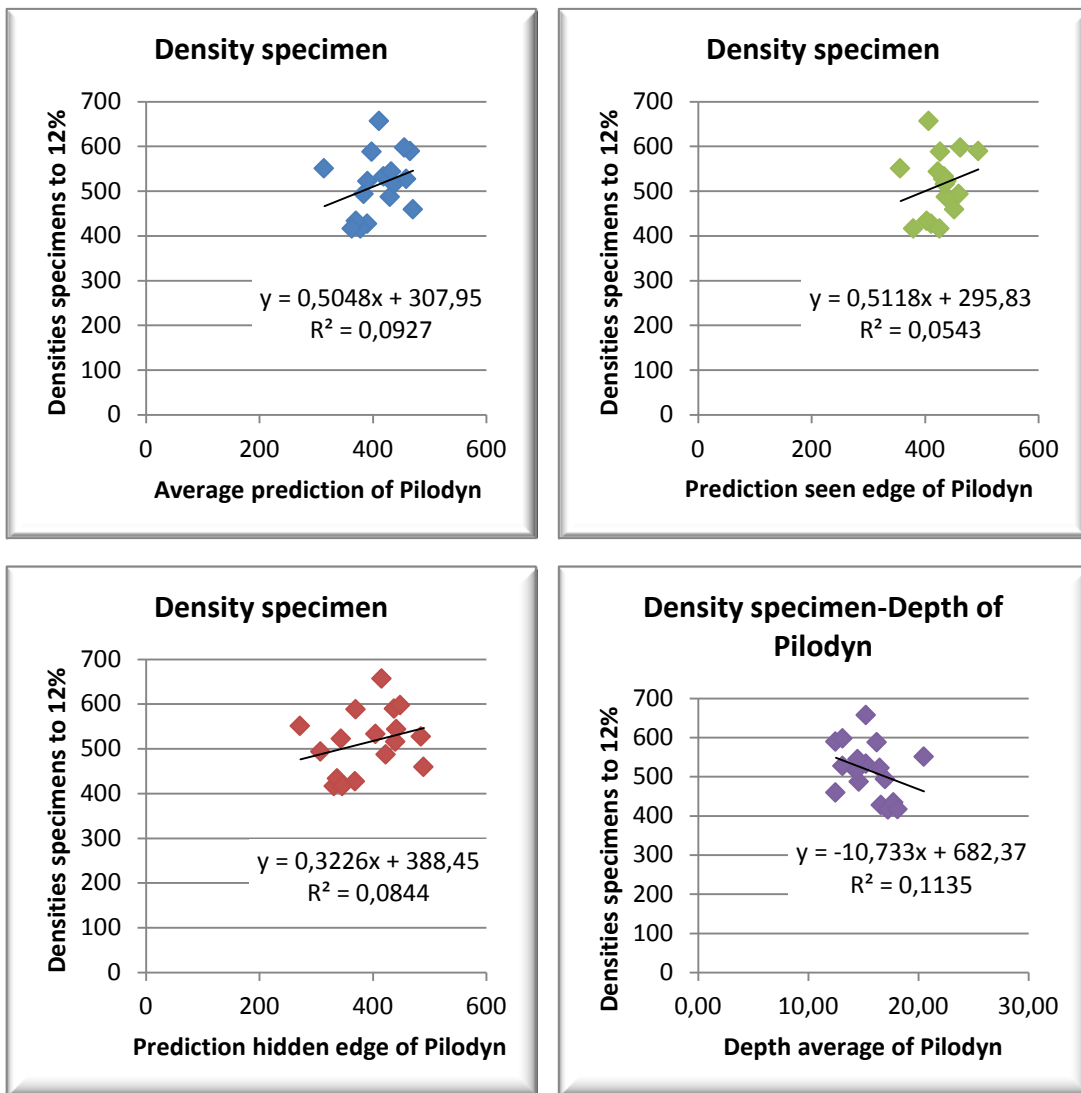 Density specimen
Densities specimens to 12%
700
600
500
400
300
200
100
0
y = 0,5048x + 307,95
R² = 0,0927
0 200 400 600
Average prediction of Pilodyn
Density specimen
Densities specimens to 12%
700
600
500
400
300
200
100
0
y = 0,5118x + 295,83
R² = 0,0543
0 200 400 600
Prediction seen edge of Pilodyn
Density specimen
Densities specimens to 12%
700
600
500
400
300
200
100
0
y = 0,3226x + 388,45
R² = 0,0844
0 200 400 600
Prediction hidden edge of Pilodyn
Density specimen-Depth of
Pilodyn
Densities specimens to 12%
700
600
500
400
300
200
100
0
y = -10,733x + 682,37
R² = 0,1135
0,00 10,00 20,00 30,00
Depth average of Pilodyn